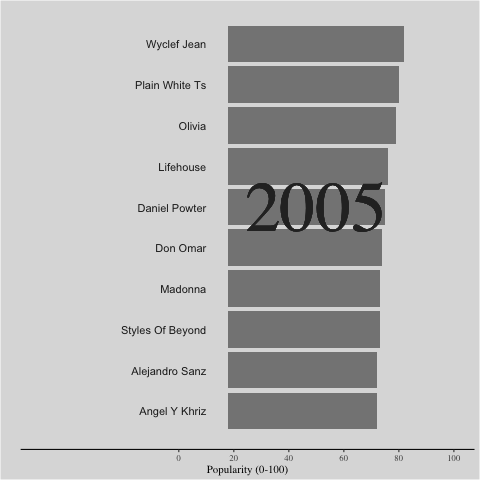 Wyclef Jean
Plain White Ts
Olivia
Lifehouse
Daniel Powter
2005
Don Omar
Madonna
Styles Of Beyond
Alejandro Sanz
Angel Y Khriz
0 20 40 60 80 100
Popularity (0-100)